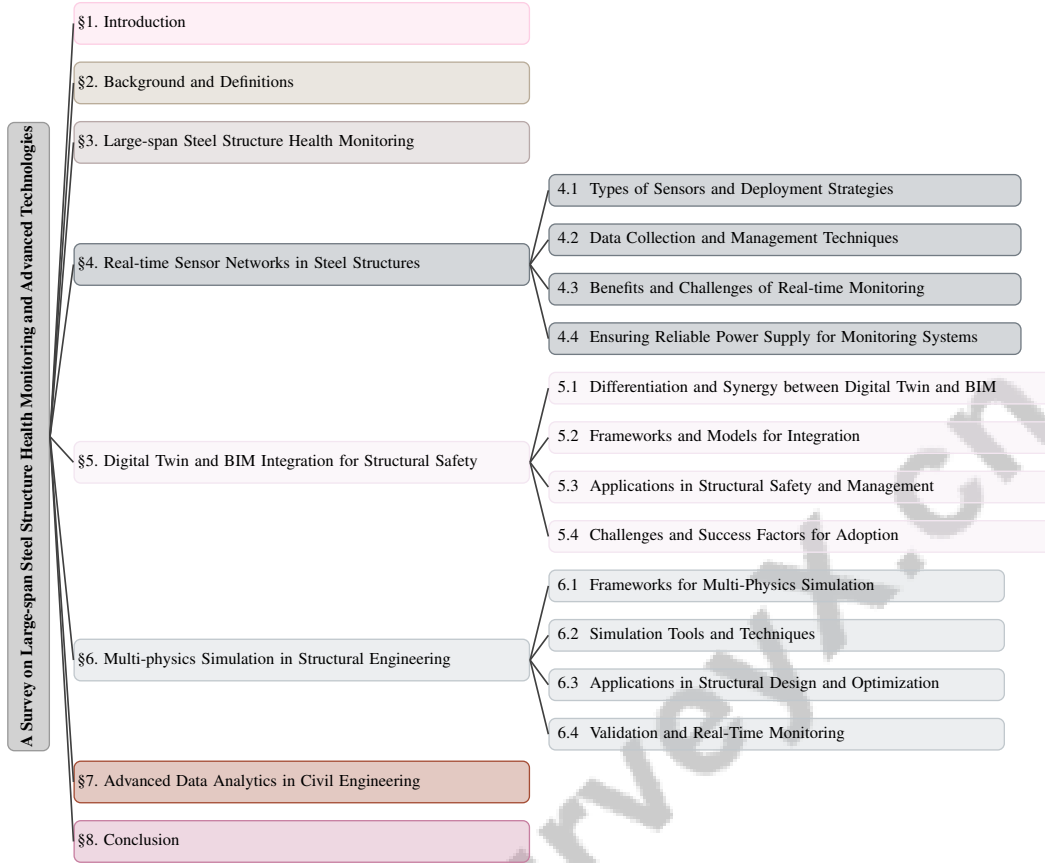 A Survey on Large-span Steel Structure Health Monitoring and Advanced Technologies
§1. Introduction
§2. Background and Definitions
§3. Large-span Steel Structure Health Monitoring
§4. Real-time Sensor Networks in Steel Structures
4.1 Types of Sensors and Deployment Strategies
4.2 Data Collection and Management Techniques
4.3 Benefits and Challenges of Real-time Monitoring
4.4 Ensuring Reliable Power Supply for Monitoring Systems
§5. Digital Twin and BIM Integration for Structural Safety
5.1 Differentiation and Synergy between Digital Twin and BIM
5.2 Frameworks and Models for Integration
5.3 Applications in Structural Safety and Management
5.4 Challenges and Success Factors for Adoption
§6. Multi-physics Simulation in Structural Engineering
6.1 Frameworks for Multi-Physics Simulation
6.2 Simulation Tools and Techniques
6.3 Applications in Structural Design and Optimization
6.4 Validation and Real-Time Monitoring
§7. Advanced Data Analytics in Civil Engineering
§8. Conclusion
rveyx.cn